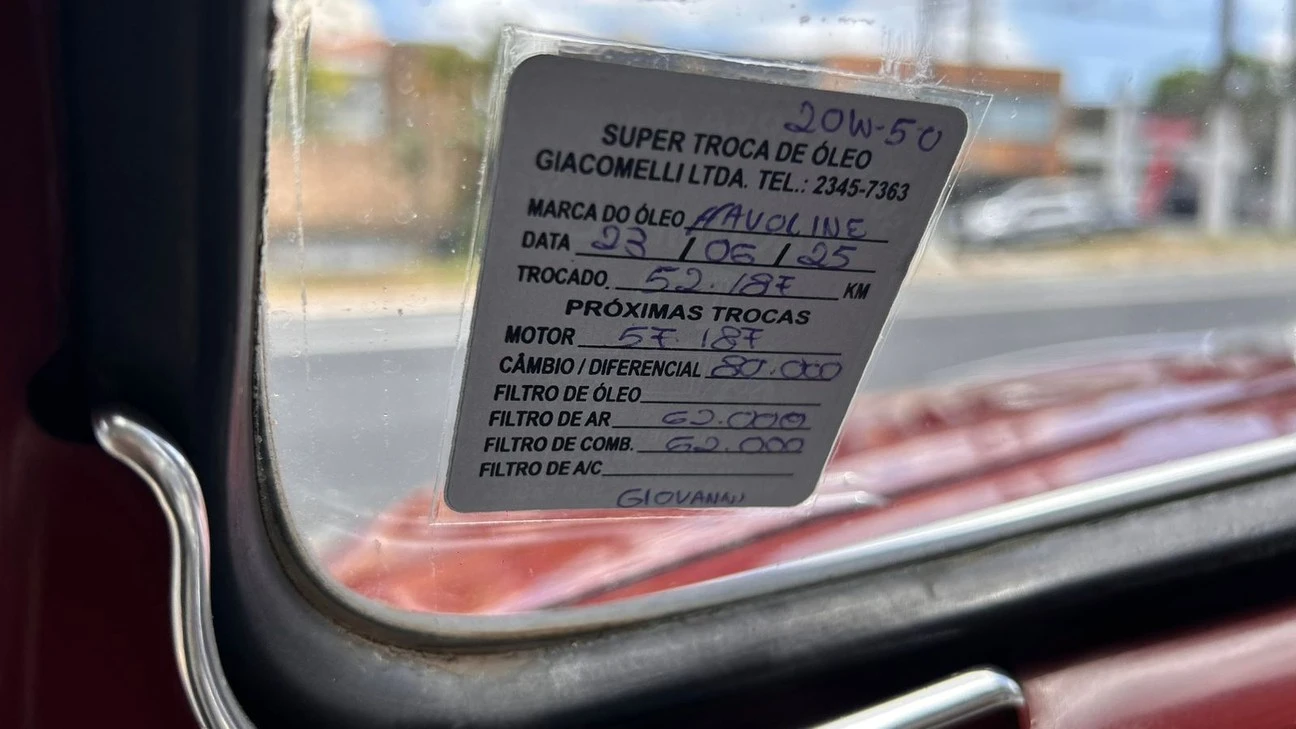 20W-50
SUPER TROCA DE ÓLEO
GIACOMELLI LTDA. TEL.: 2345-7363
MARCA DO ÓLEO HAVOLINE
DATA 23 / 06 / 25
TROCADO 52.187 KM
PRÓXIMAS TROCAS
MOTOR 57.187
CÂMBIO / DIFERENCIAL 80.000
FILTRO DE ÓLEO
FILTRO DE AR 62.000
FILTRO DE COMB. 62.000
FILTRO DE A/C
GIOVANNI